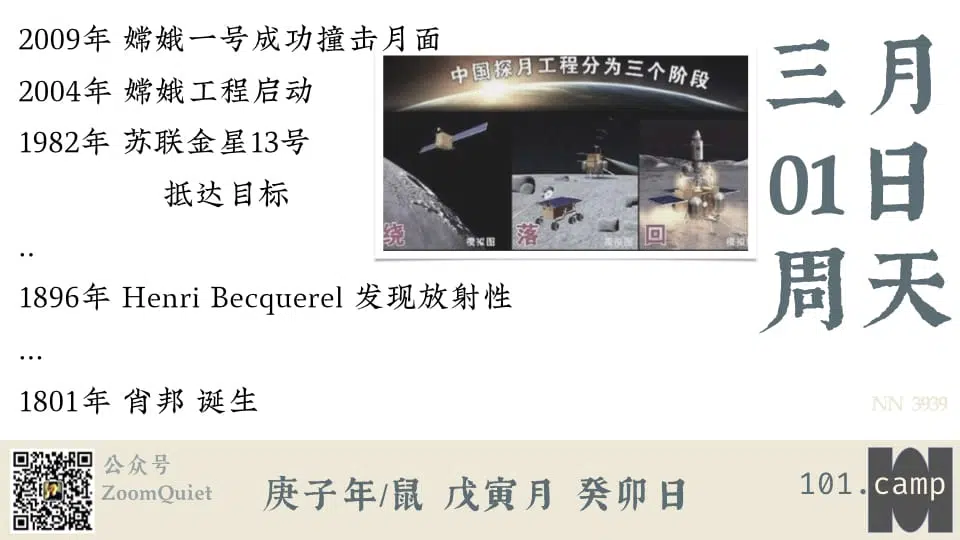 2009年 嫦娥一号成功撞击月面
2004年 嫦娥工程启动
1982年 苏联金星13号
抵达目标
..
1896年 Henri Becquerel 发现放射性
...
1801年 肖邦 诞生
中国探月工程分为三个阶段
绕 模拟图
落 模拟图
回 模拟
三月
01日
周天
NN 3939
公众号
ZoomQuiet
庚子年/鼠 戊寅月 癸卯日
101.camp